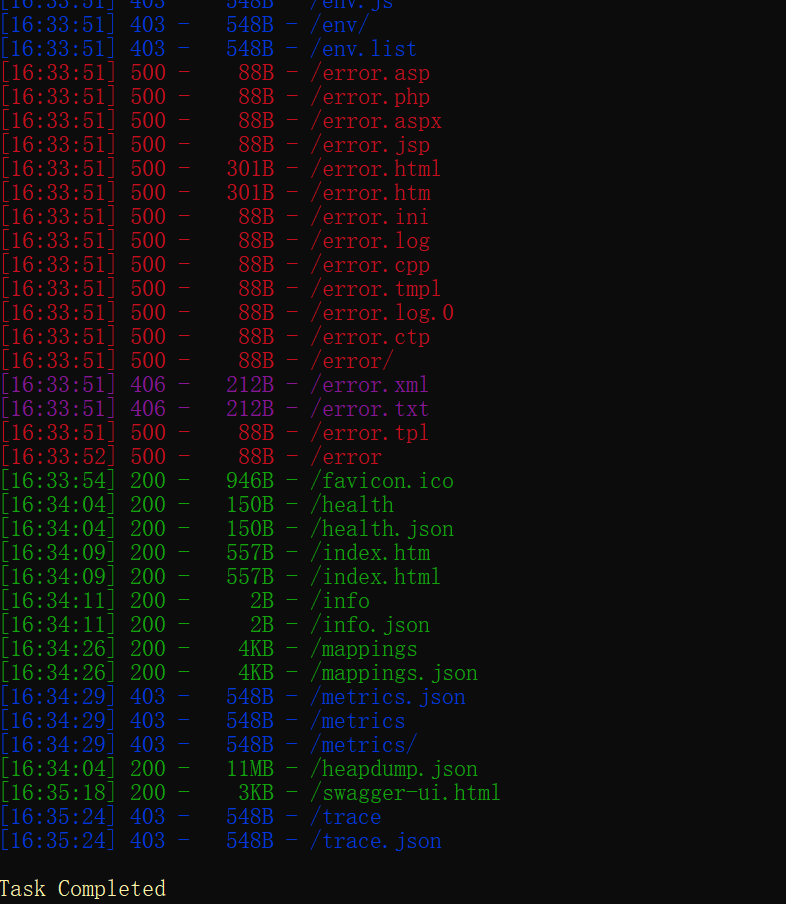 [16:33:51] 403 -   548B - /env.js
[16:33:51] 403 -   548B - /env/
[16:33:51] 403 -   548B - /env.list
[16:33:51] 500 -    88B - /error.asp
[16:33:51] 500 -    88B - /error.php
[16:33:51] 500 -    88B - /error.aspx
[16:33:51] 500 -    88B - /error.jsp
[16:33:51] 500 -   301B - /error.html
[16:33:51] 500 -   301B - /error.htm
[16:33:51] 500 -    88B - /error.ini
[16:33:51] 500 -    88B - /error.log
[16:33:51] 500 -    88B - /error.cpp
[16:33:51] 500 -    88B - /error.tmpl
[16:33:51] 500 -    88B - /error.log.0
[16:33:51] 500 -    88B - /error.ctp
[16:33:51] 500 -    88B - /error/
[16:33:51] 406 -   212B - /error.xml
[16:33:51] 406 -   212B - /error.txt
[16:33:51] 500 -    88B - /error.tpl
[16:33:52] 500 -    88B - /error
[16:33:54] 200 -   946B - /favicon.ico
[16:34:04] 200 -   150B - /health
[16:34:04] 200 -   150B - /health.json
[16:34:09] 200 -   557B - /index.htm
[16:34:09] 200 -   557B - /index.html
[16:34:11] 200 -     2B - /info
[16:34:11] 200 -     2B - /info.json
[16:34:26] 200 -    4KB - /mappings
[16:34:26] 200 -    4KB - /mappings.json
[16:34:29] 403 -   548B - /metrics.json
[16:34:29] 403 -   548B - /metrics
[16:34:29] 403 -   548B - /metrics/
[16:34:04] 200 -   11MB - /heapdump.json
[16:35:18] 200 -    3KB - /swagger-ui.html
[16:35:24] 403 -   548B - /trace
[16:35:24] 403 -   548B - /trace.json
Task Completed